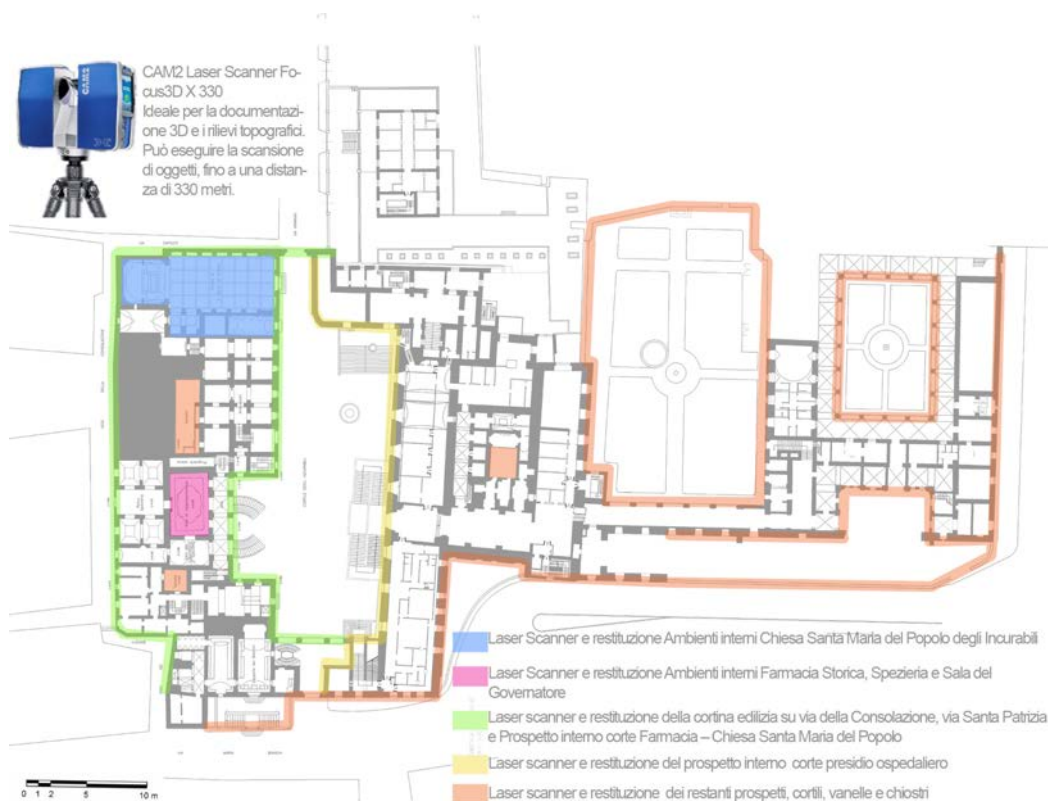 CAM2 Laser Scanner Fo-
cus3D X 330
Ideale per la documentazi-
one 3D e i rilievi topografici.
Può eseguire la scansione
di oggetti, fino a una distan-
za di 330 metri.
CAM2
Laser Scanner e restituzione Ambienti interni Chiesa Santa Maria del Popolo degli Incurabili
Laser Scanner e restituzione Ambienti interni Farmacia Storica, Spezieria e Sala del
Governatore
Laser scanner e restituzione della cortina edilizia su via della Consolazione, via Santa Patrizia
e Prospetto interno corte Farmacia – Chiesa Santa Maria del Popolo
Laser scanner e restituzione del prospetto interno corte presidio ospedaliero
Laser scanner e restituzione dei restanti prospetti, cortili, vanelle e chiostri
0 1 2 5 10 m